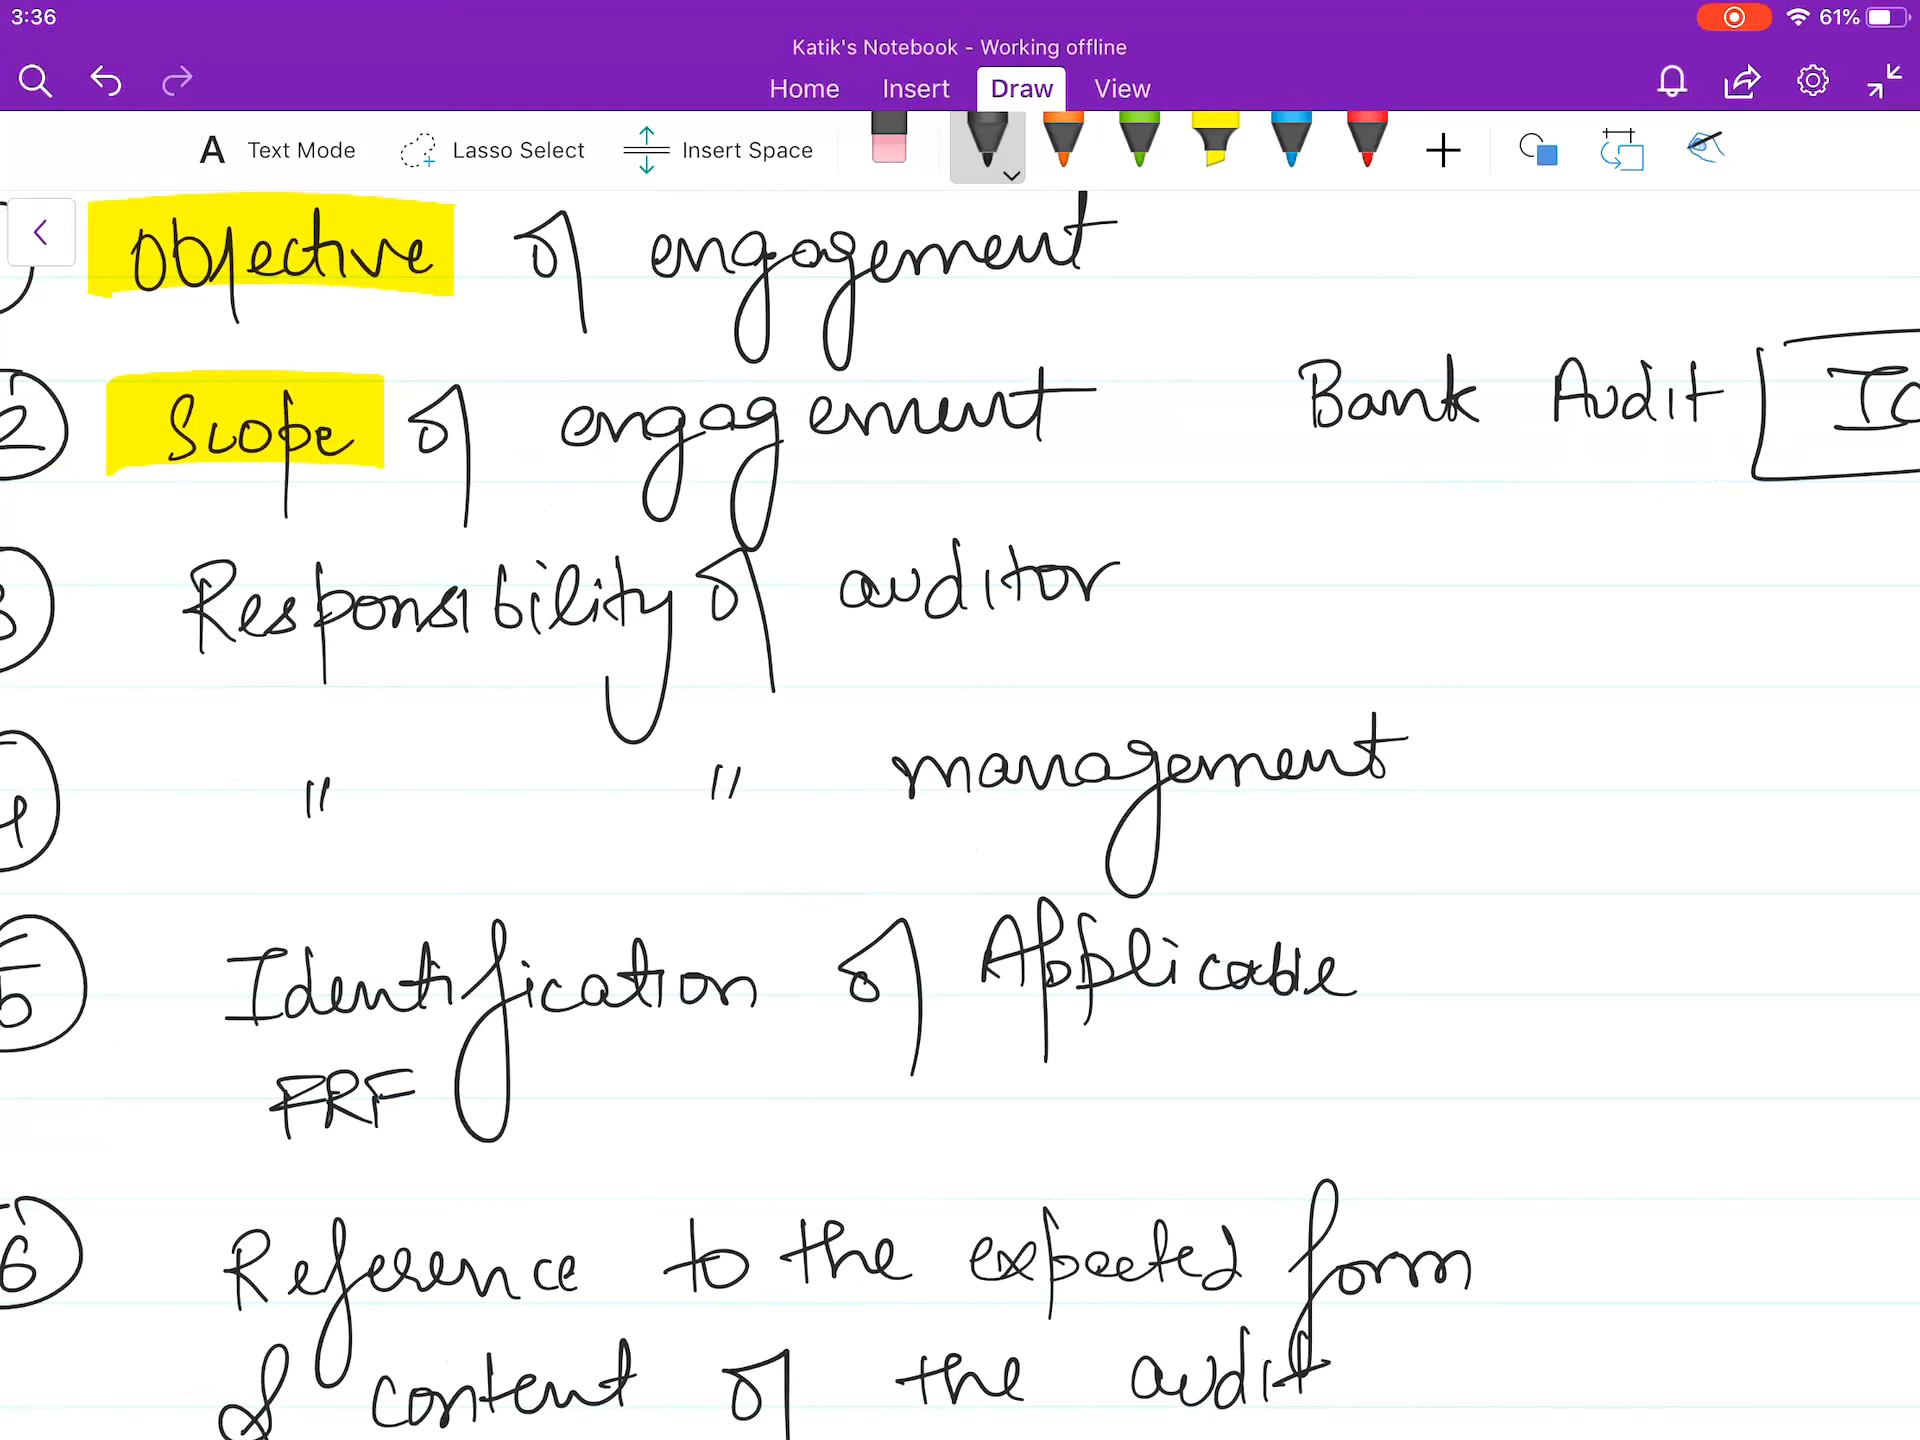 3:36
61%
Katik's Notebook - Working offline
Home Insert Draw View
A Text Mode Lasso Select Insert Space
Objective of engagement
2 Scope of engagement Bank Audit
3 Responsibility of auditor
4 " " management
5 Identification of Applicable
FRF
6 Reference to the expected form
& content of the audit